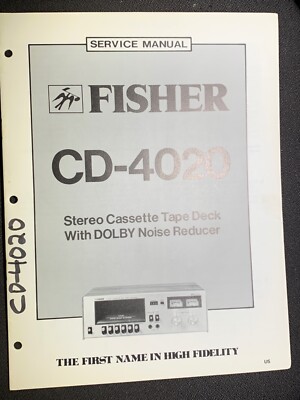 SERVICE MANUAL
FISHER
CD-4020
Stereo Cassette Tape Deck
With DOLBY Noise Reducer
THE FIRST NAME IN HIGH FIDELITY
US
CD-4020